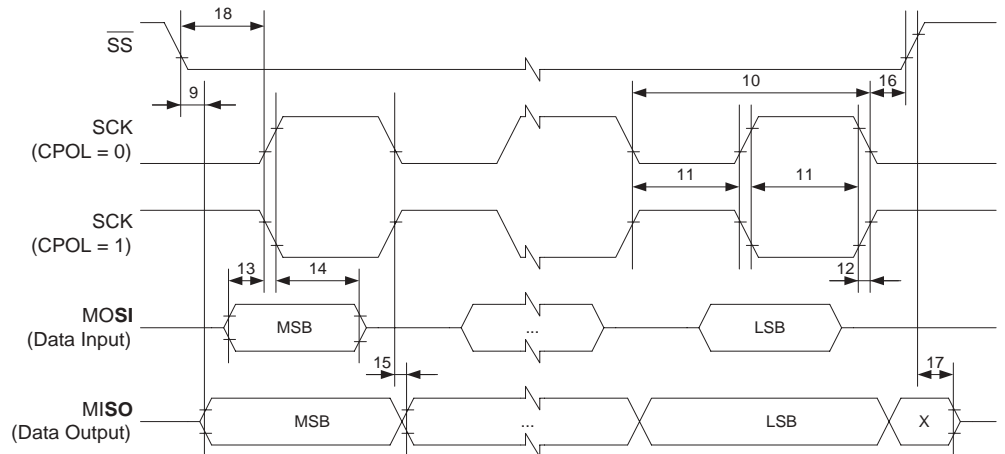 18
SS
10
16
9
SCK
(CPOL = 0)
11
11
SCK
(CPOL = 1)
13
14
12
MOSI
(Data Input)
MSB
...
LSB
15
17
MISO
(Data Output)
MSB
...
LSB
X